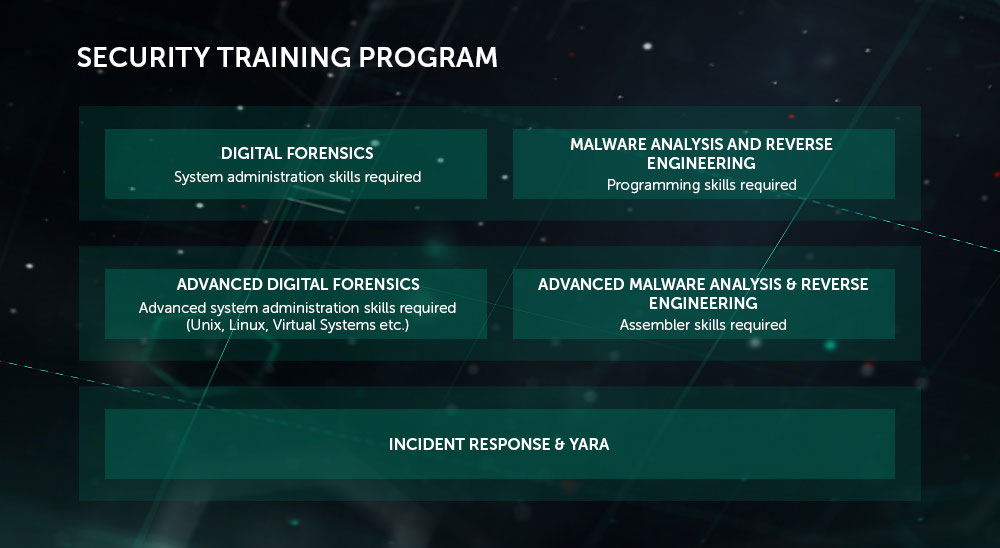 SECURITY TRAINING PROGRAM
DIGITAL FORENSICS
System administration skills required
MALWARE ANALYSIS AND REVERSE
ENGINEERING
Programming skills required
ADVANCED DIGITAL FORENSICS
Advanced system administration skills required
(Unix, Linux, Virtual Systems etc.)
ADVANCED MALWARE ANALYSIS & REVERSE
ENGINEERING
Assembler skills required
INCIDENT RESPONSE & YARA